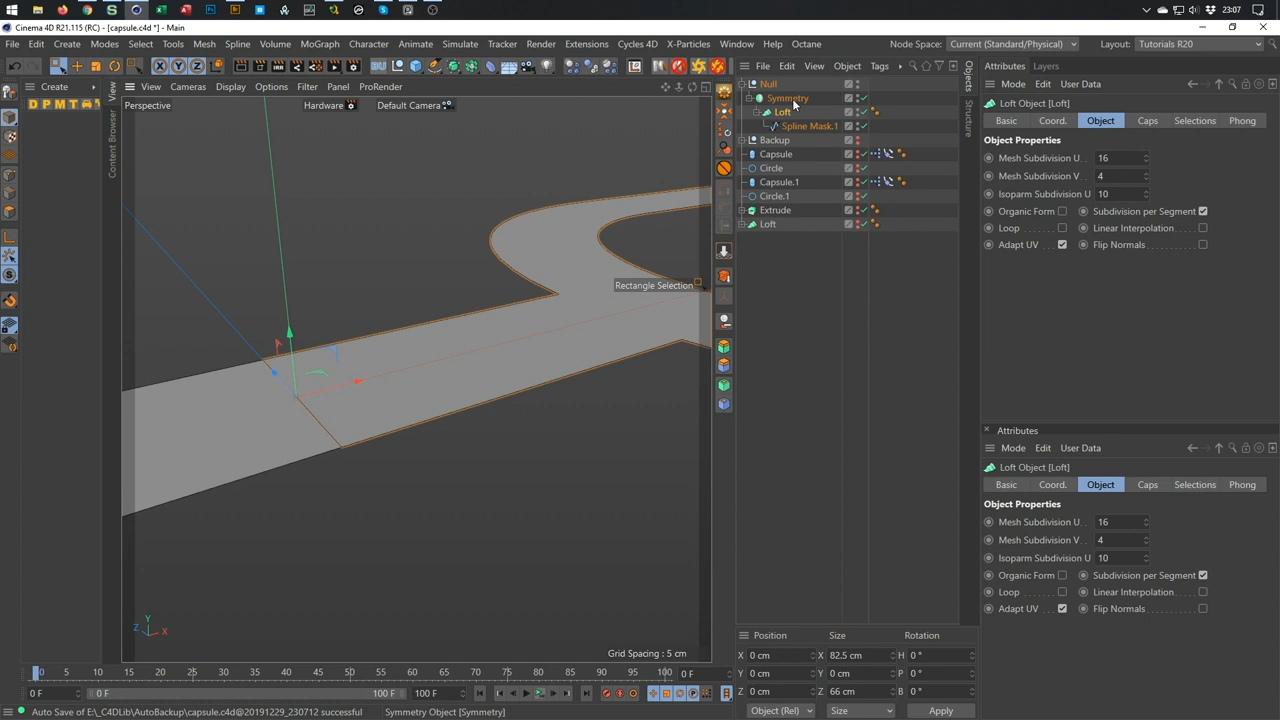 23:07
Cinema 4D R21.115 (RC) - [capsule.c4d *] - Main
File Edit Create Modes Select Tools Mesh Spline Volume MoGraph Character Animate Simulate Tracker Render Extensions Cycles 4D X-Particles Window Help Octane
Node Space: Current (Standard/Physical) Layout: Tutorials R20
Create View Cameras Display Options Filter Panel ProRender
File Edit View Object Tags
Attributes Layers
Mode Edit User Data
D P M T
Perspective Hardware Default Camera
View
Content Browser
Objects
Structure
Null
Symmetry
Loft
Spline Mask.1
Backup
Capsule
Circle
Capsule.1
Circle.1
Extrude
Loft
Rectangle Selection
Grid Spacing : 5 cm
Y
Z X
Loft Object [Loft]
Basic Coord. Object Caps Selections Phong
Object Properties
Mesh Subdivision U . 16
Mesh Subdivision V . . 4
Isoparm Subdivision U 10
Organic Form Subdivision per Segment
Loop Linear Interpolation
Adapt UV Flip Normals
Attributes
Mode Edit User Data
Loft Object [Loft]
Basic Coord. Object Caps Selections Phong
Object Properties
Mesh Subdivision U . 16
Mesh Subdivision V . . 4
Isoparm Subdivision U 10
Organic Form Subdivision per Segment
Loop Linear Interpolation
Adapt UV Flip Normals
0 5 10 15 20 25 30 35 40 45 50 55 60 65 70 75 80 85 90 95 100 0 F
0 F 0 F 100 F 100 F
Position Size Rotation
X 0 cm X 82.5 cm H 0 °
Y 0 cm Y 0 cm P 0 °
Z 0 cm Z 66 cm B 0 °
Object (Rel) Size Apply
Auto Save of E:\_C4DLib\AutoBackup\capsule.c4d@20191229_230712 successful Symmetry Object [Symmetry]